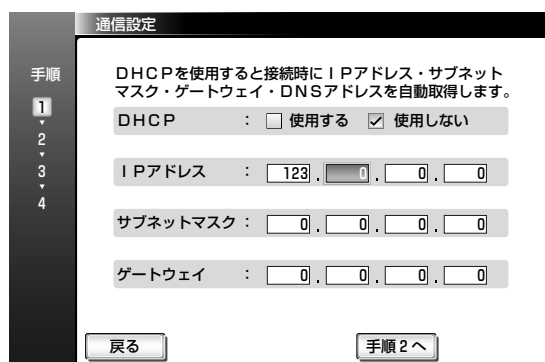 通信設定
手順
1
2
3
4
DHCPを使用すると接続時にIPアドレス・サブネット
マスク・ゲートウェイ・DNSアドレスを自動取得します。
DHCP : 使用する 使用しない
IPアドレス : 123 . 0 . 0 . 0
サブネットマスク : 0 . 0 . 0 . 0
ゲートウェイ : 0 . 0 . 0 . 0
戻る 手順2へ